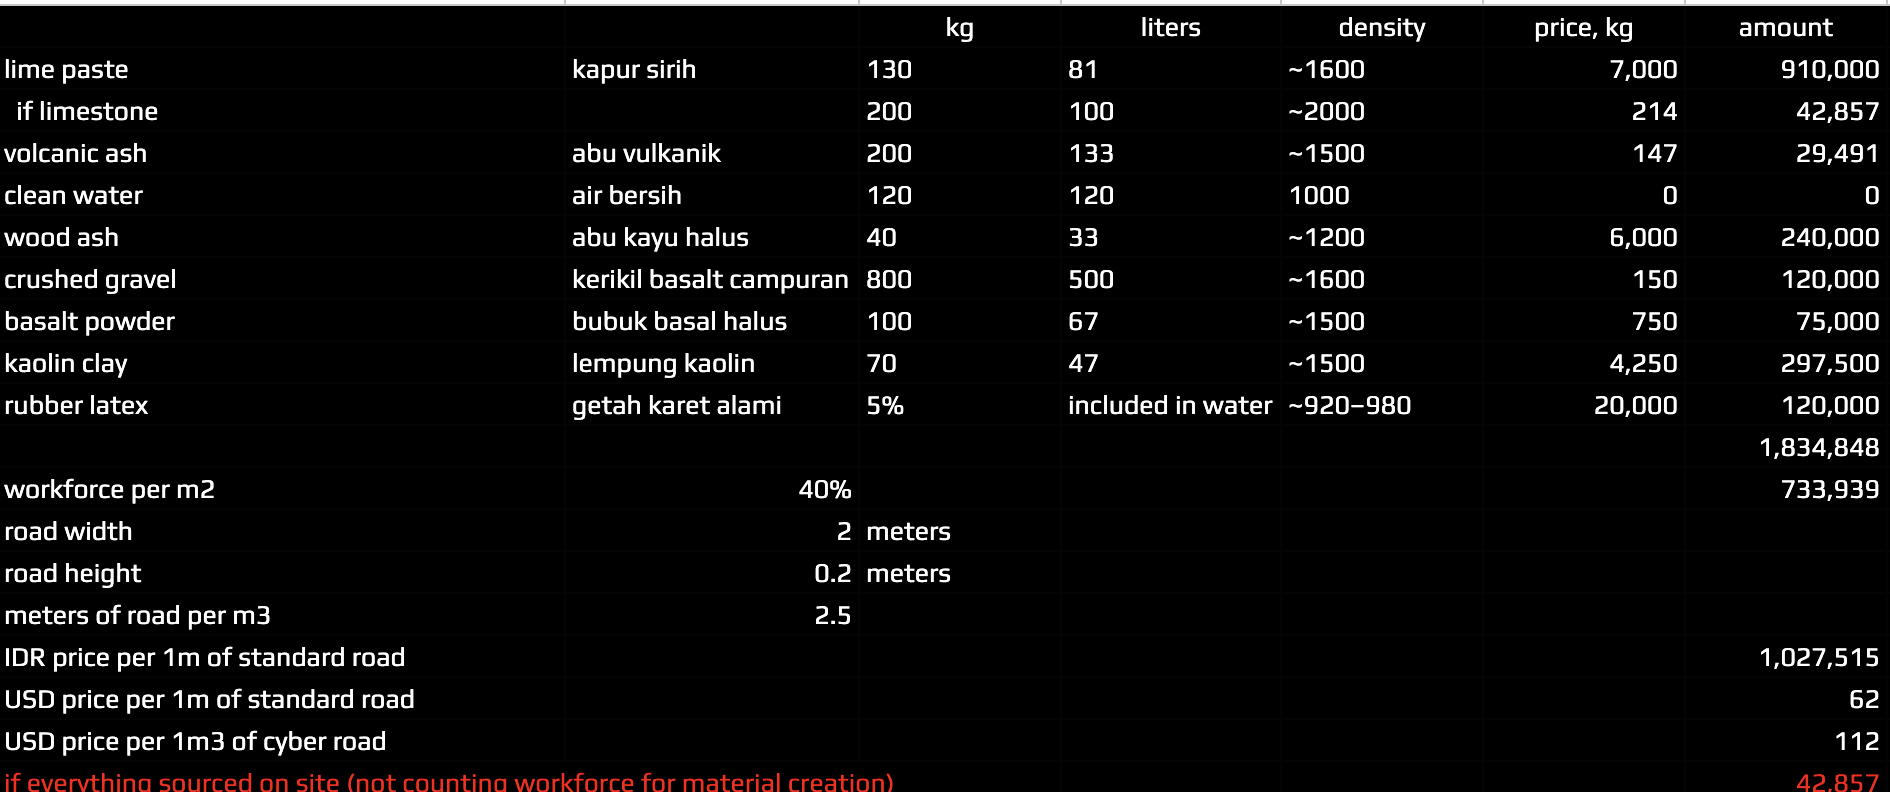 kg liters density price, kg amount
lime paste kapur sirih 130 81 ~1600 7,000 910,000
if limestone 200 100 ~2000 214 42,857
volcanic ash abu vulkanik 200 133 ~1500 147 29,491
clean water air bersih 120 120 1000 0 0
wood ash abu kayu halus 40 33 ~1200 6,000 240,000
crushed gravel kerikil basalt campuran 800 500 ~1600 150 120,000
basalt powder bubuk basal halus 100 67 ~1500 750 75,000
kaolin clay lempung kaolin 70 47 ~1500 4,250 297,500
rubber latex getah karet alami 5% included in water ~920–980 20,000 120,000
1,834,848
workforce per m2 40% 733,939
road width 2 meters
road height 0.2 meters
meters of road per m3 2.5
IDR price per 1m of standard road 1,027,515
USD price per 1m of standard road 62
USD price per 1m3 of cyber road 112
if everything sourced on site (not counting workforce for material creation) 42,857